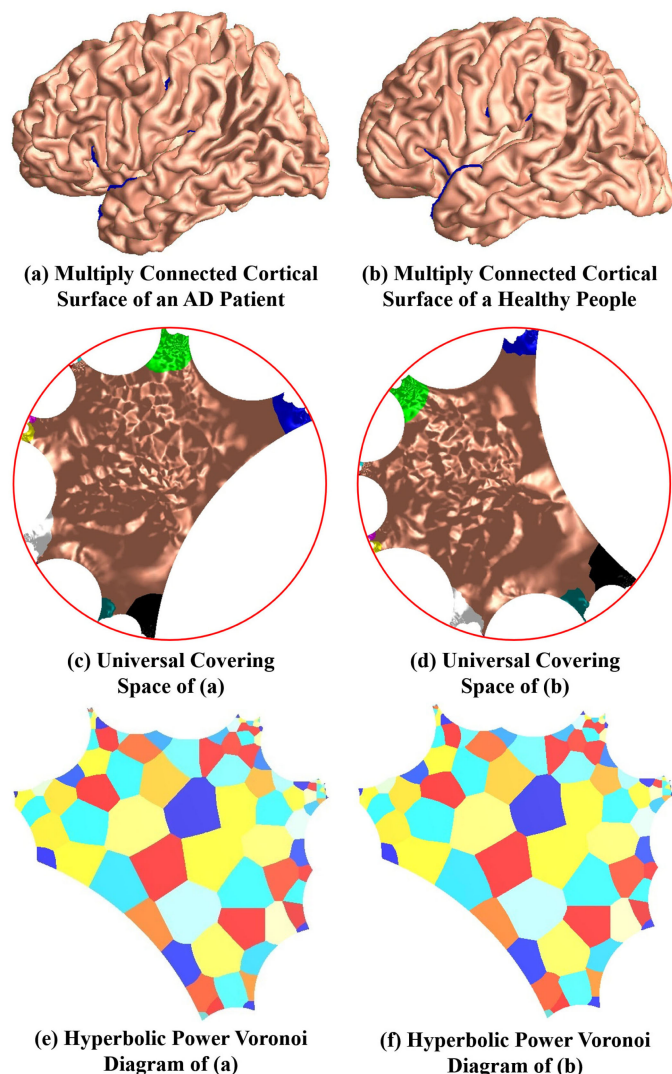 (a) Multiply Connected Cortical
Surface of an AD Patient
(b) Multiply Connected Cortical
Surface of a Healthy People
(c) Universal Covering
Space of (a)
(d) Universal Covering
Space of (b)
(e) Hyperbolic Power Voronoi
Diagram of (a)
(f) Hyperbolic Power Voronoi
Diagram of (b)